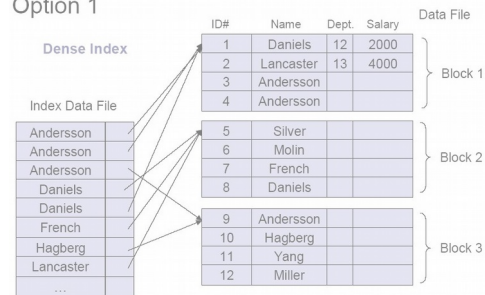 Option 1
Dense Index
Index Data File
Andersson
Andersson
Andersson
Daniels
Daniels
French
Hagberg
Lancaster
...
Data File
ID# Name Dept. Salary
1 Daniels 12 2000
2 Lancaster 13 4000
3 Andersson
4 Andersson
Block 1
5 Silver
6 Molin
7 French
8 Daniels
Block 2
9 Andersson
10 Hagberg
11 Yang
12 Miller
Block 3